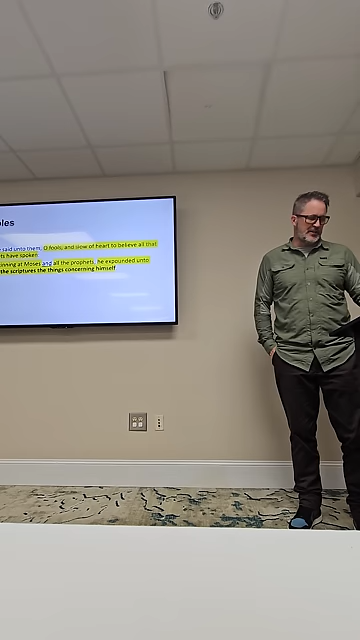 les
said unto them, O fools, and slow of heart to believe all that
ts have spoken
inning at Moses and all the prophets, he expounded unto
the scriptures the things concerning himself